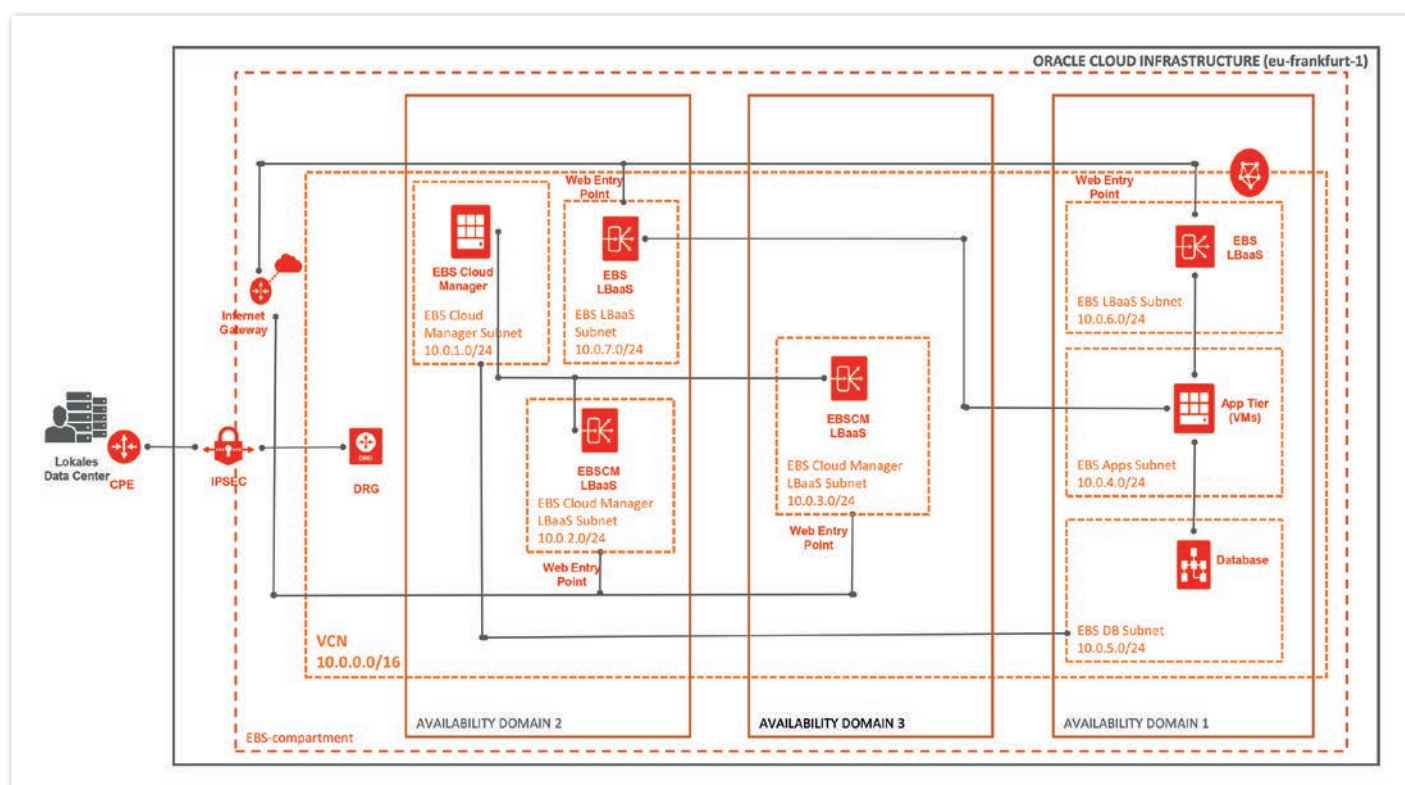 ORACLE CLOUD INFRASTRUCTURE (eu-frankfurt-1)
Web Entry
Point
EBS Cloud
Manager
EBS Cloud
Manager Subnet
10.0.1.0/24
EBS
LBaaS
EBS LBaaS
Subnet
10.0.7.0/24
Web Entry
Point
EBS
LBaaS
EBS LBaaS Subnet
10.0.6.0/24
Internet
Gateway
EBSCM
LBaaS
EBS Cloud Manager
LBaaS Subnet
10.0.3.0/24
Web Entry
Point
App Tier
(VMs)
EBS Apps Subnet
10.0.4.0/24
Lokales
Data Center
CPE
IPSEC
DRG
DRG
EBSCM
LBaaS
EBS Cloud Manager
LBaaS Subnet
10.0.2.0/24
Web Entry
Point
Database
EBS DB Subnet
10.0.5.0/24
VCN
10.0.0.0/16
AVAILABILITY DOMAIN 2
AVAILABILITY DOMAIN 3
AVAILABILITY DOMAIN 1
EBS-compartment